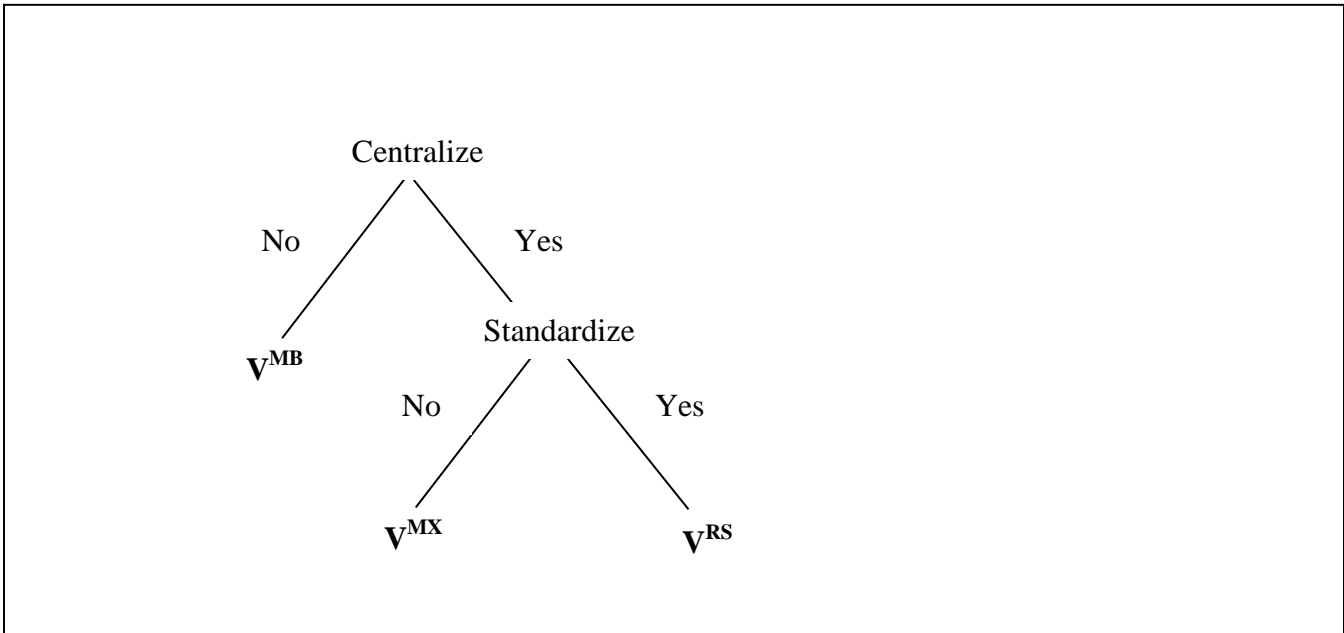 Centralize
No Yes
Standardize
V^MB
No Yes
V^MX V^RS